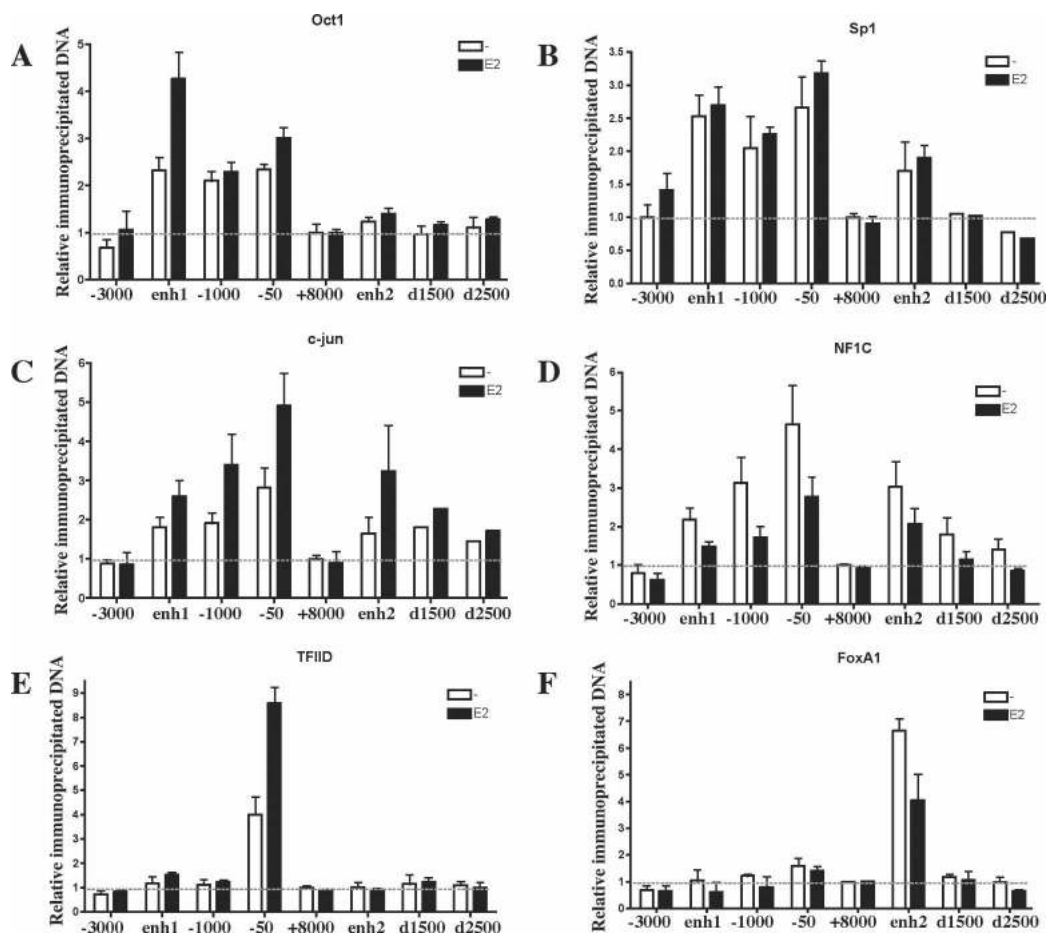 A
Oct1
Relative immunoprecipitated DNA
5
4
3
2
1
0
-
E2
-3000 enh1 -1000 -50 +8000 enh2 d1500 d2500
B
Sp1
Relative immunoprecipitated DNA
3.5
3.0
2.5
2.0
1.5
1.0
0.5
0.0
-
E2
-3000 enh1 -1000 -50 +8000 enh2 d1500 d2500
C
c-jun
Relative immunoprecipitated DNA
6
5
4
3
2
1
0
-
E2
-3000 enh1 -1000 -50 +8000 enh2 d1500 d2500
D
NF1C
Relative immunoprecipitated DNA
6
5
4
3
2
1
0
-
E2
-3000 enh1 -1000 -50 +8000 enh2 d1500 d2500
E
TFIID
Relative immunoprecipitated DNA
9
8
7
6
5
4
3
2
1
0
-
E2
-3000 enh1 -1000 -50 +8000 enh2 d1500 d2500
F
FoxA1
Relative immunoprecipitated DNA
8
7
6
5
4
3
2
1
0
-
E2
-3000 enh1 -1000 -50 +8000 enh2 d1500 d2500